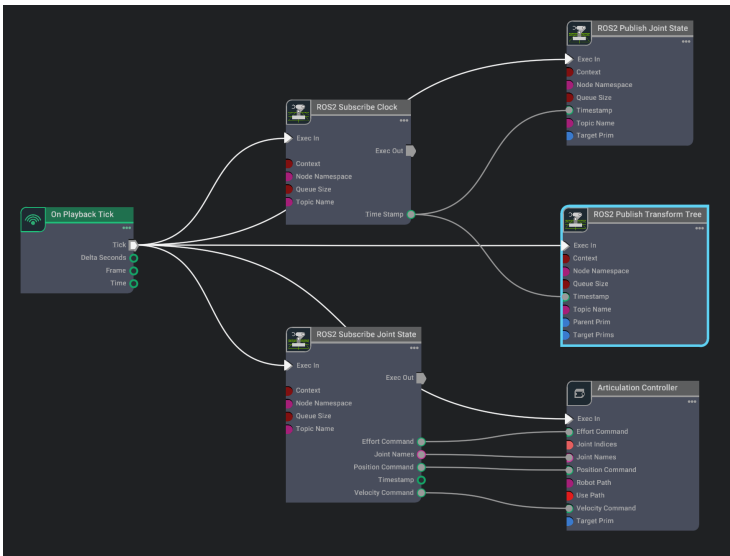 ROS2 Publish Joint State
Exec In
Context
Node Namespace
Queue Size
Timestamp
Topic Name
Target Prim
ROS2 Subscribe Clock
Exec In
Exec Out
Context
Node Namespace
Queue Size
Topic Name
Time Stamp
On Playback Tick
Tick
Delta Seconds
Frame
Time
ROS2 Publish Transform Tree
Exec In
Context
Node Namespace
Queue Size
Timestamp
Topic Name
Parent Prim
Target Prims
ROS2 Subscribe Joint State
Exec In
Exec Out
Context
Node Namespace
Queue Size
Topic Name
Effort Command
Joint Names
Position Command
Timestamp
Velocity Command
Articulation Controller
Exec In
Effort Command
Joint Indices
Joint Names
Position Command
Robot Path
Use Path
Velocity Command
Target Prim